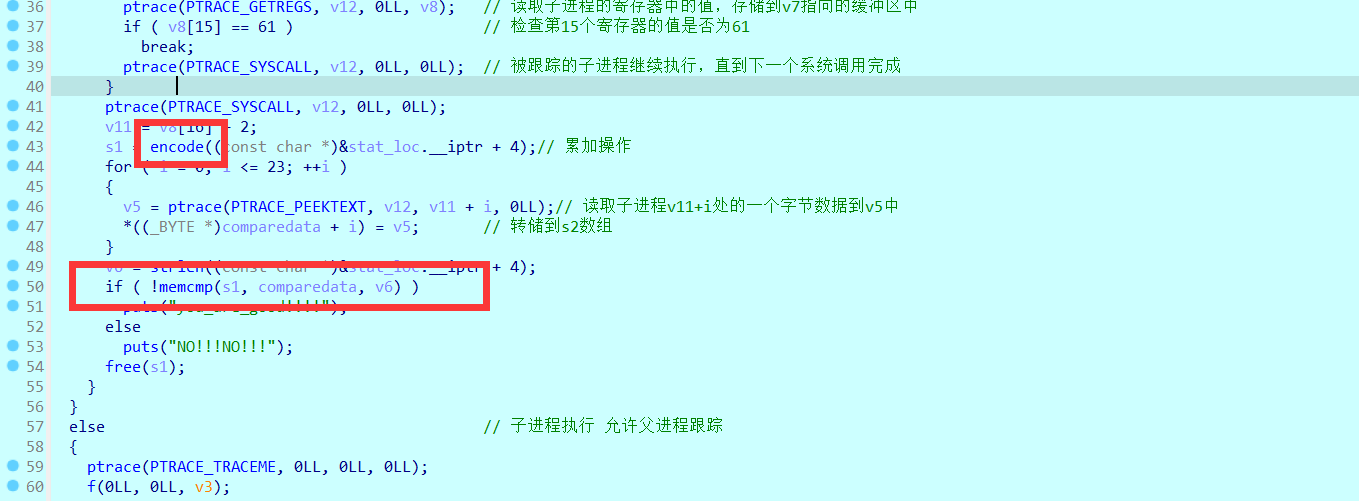 36 ptrace(PTRACE_GETREGS, v12, 0LL, v8); // 读取子进程的寄存器中的值，存储到v7指向的缓冲区中
37 if ( v8[15] == 61 ) // 检查第15个寄存器的值是否为61
38 break;
39 ptrace(PTRACE_SYSCALL, v12, 0LL, 0LL); // 被跟踪的子进程继续执行，直到下一个系统调用完成
40 }
41 ptrace(PTRACE_SYSCALL, v12, 0LL, 0LL);
42 v11 = v8[16] + 2;
43 s1 = encode((const char *)&stat_loc.__iptr + 4);// 累加操作
44 for ( i = 0; i <= 23; ++i )
45 {
46 v5 = ptrace(PTRACE_PEEKTEXT, v12, v11 + i, 0LL);// 读取子进程v11+i处的一个字节数据到v5中
47 *((_BYTE *)comparedata + i) = v5; // 转储到s2数组
48 }
49 v6 = strlen((const char *)&stat_loc.__iptr + 4);
50 if ( !memcmp(s1, comparedata, v6) )
51 puts("you_are_good!!!!");
52 else
53 puts("NO!!!NO!!!");
54 free(s1);
55 }
56 }
57 else // 子进程执行 允许父进程跟踪
58 {
59 ptrace(PTRACE_TRACEME, 0LL, 0LL, 0LL);
60 f(0LL, 0LL, v3);